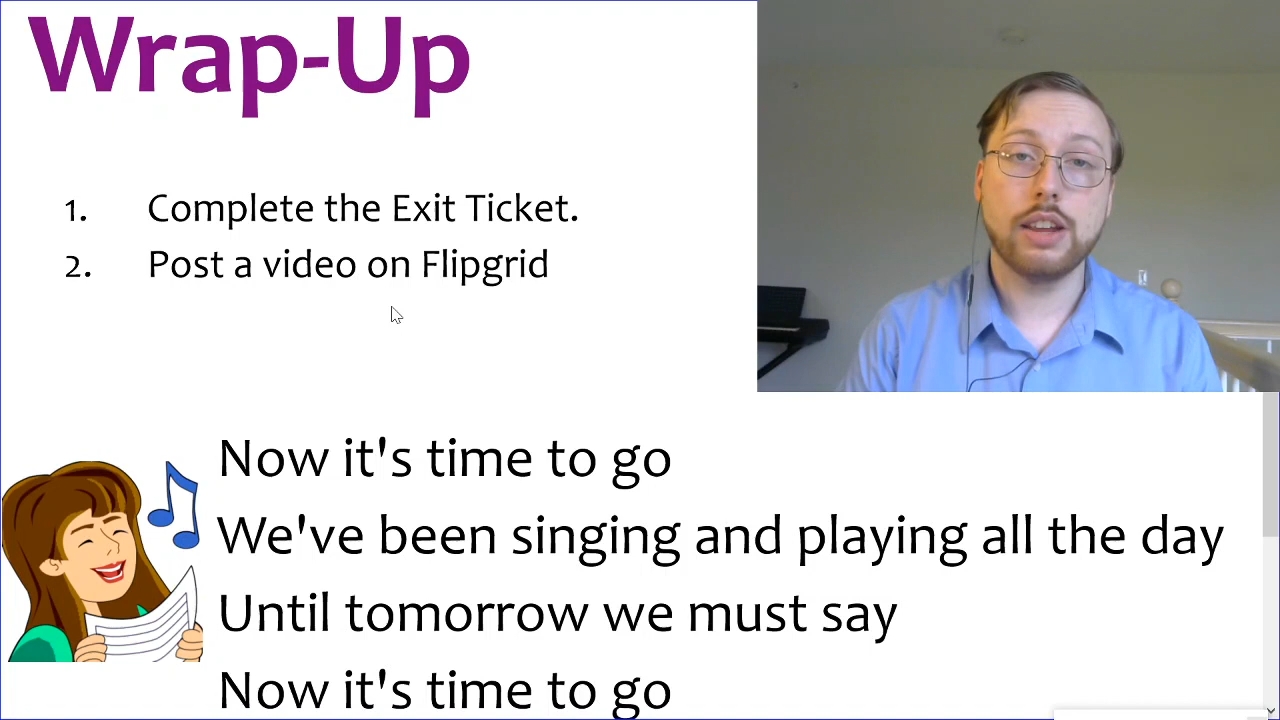 Wrap-Up
1. Complete the Exit Ticket.
2. Post a video on Flipgrid
Now it's time to go
We've been singing and playing all the day
Until tomorrow we must say
Now it's time to go